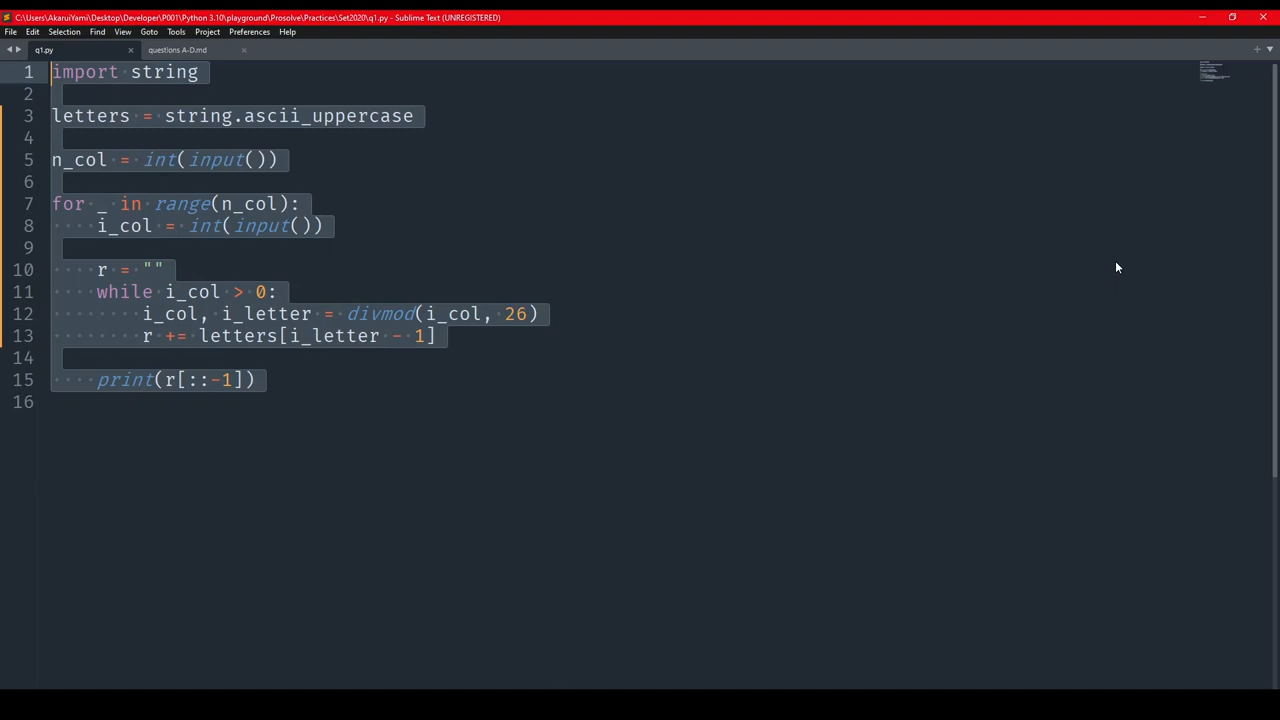 C:\Users\AkaruiYami\Desktop\Developer\P001\Python 3.10\playground\Prosolve\Practices\Set2020\q1.py - Sublime Text (UNREGISTERED)
File Edit Selection Find View Goto Tools Project Preferences Help
q1.py questions A-D.md
1 import string
2
3 letters = string.ascii_uppercase
4
5 n_col = int(input())
6
7 for _ in range(n_col):
8     i_col = int(input())
9
10     r = ""
11     while i_col > 0:
12         i_col, i_letter = divmod(i_col, 26)
13         r += letters[i_letter - 1]
14
15     print(r[::-1])
16